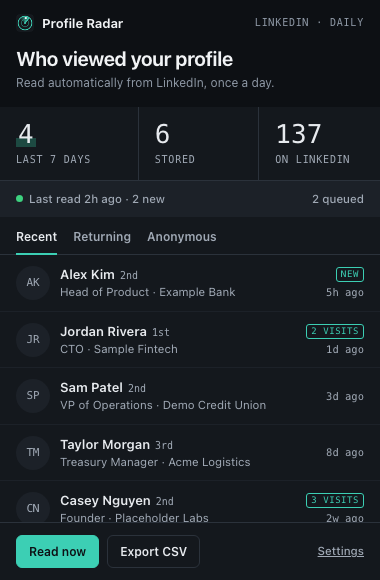 Profile Radar
LINKEDIN · DAILY
Who viewed your profile
Read automatically from LinkedIn, once a day.
4
LAST 7 DAYS
6
STORED
137
ON LINKEDIN
Last read 2h ago · 2 new
2 queued
Recent
Returning
Anonymous
AK
Alex Kim 2nd
NEW
Head of Product · Example Bank
5h ago
JR
Jordan Rivera 1st
2 VISITS
CTO · Sample Fintech
1d ago
SP
Sam Patel 2nd
VP of Operations · Demo Credit Union
3d ago
TM
Taylor Morgan 3rd
Treasury Manager · Acme Logistics
8d ago
CN
Casey Nguyen 2nd
3 VISITS
Founder · Placeholder Labs
2w ago
Read now
Export CSV
Settings